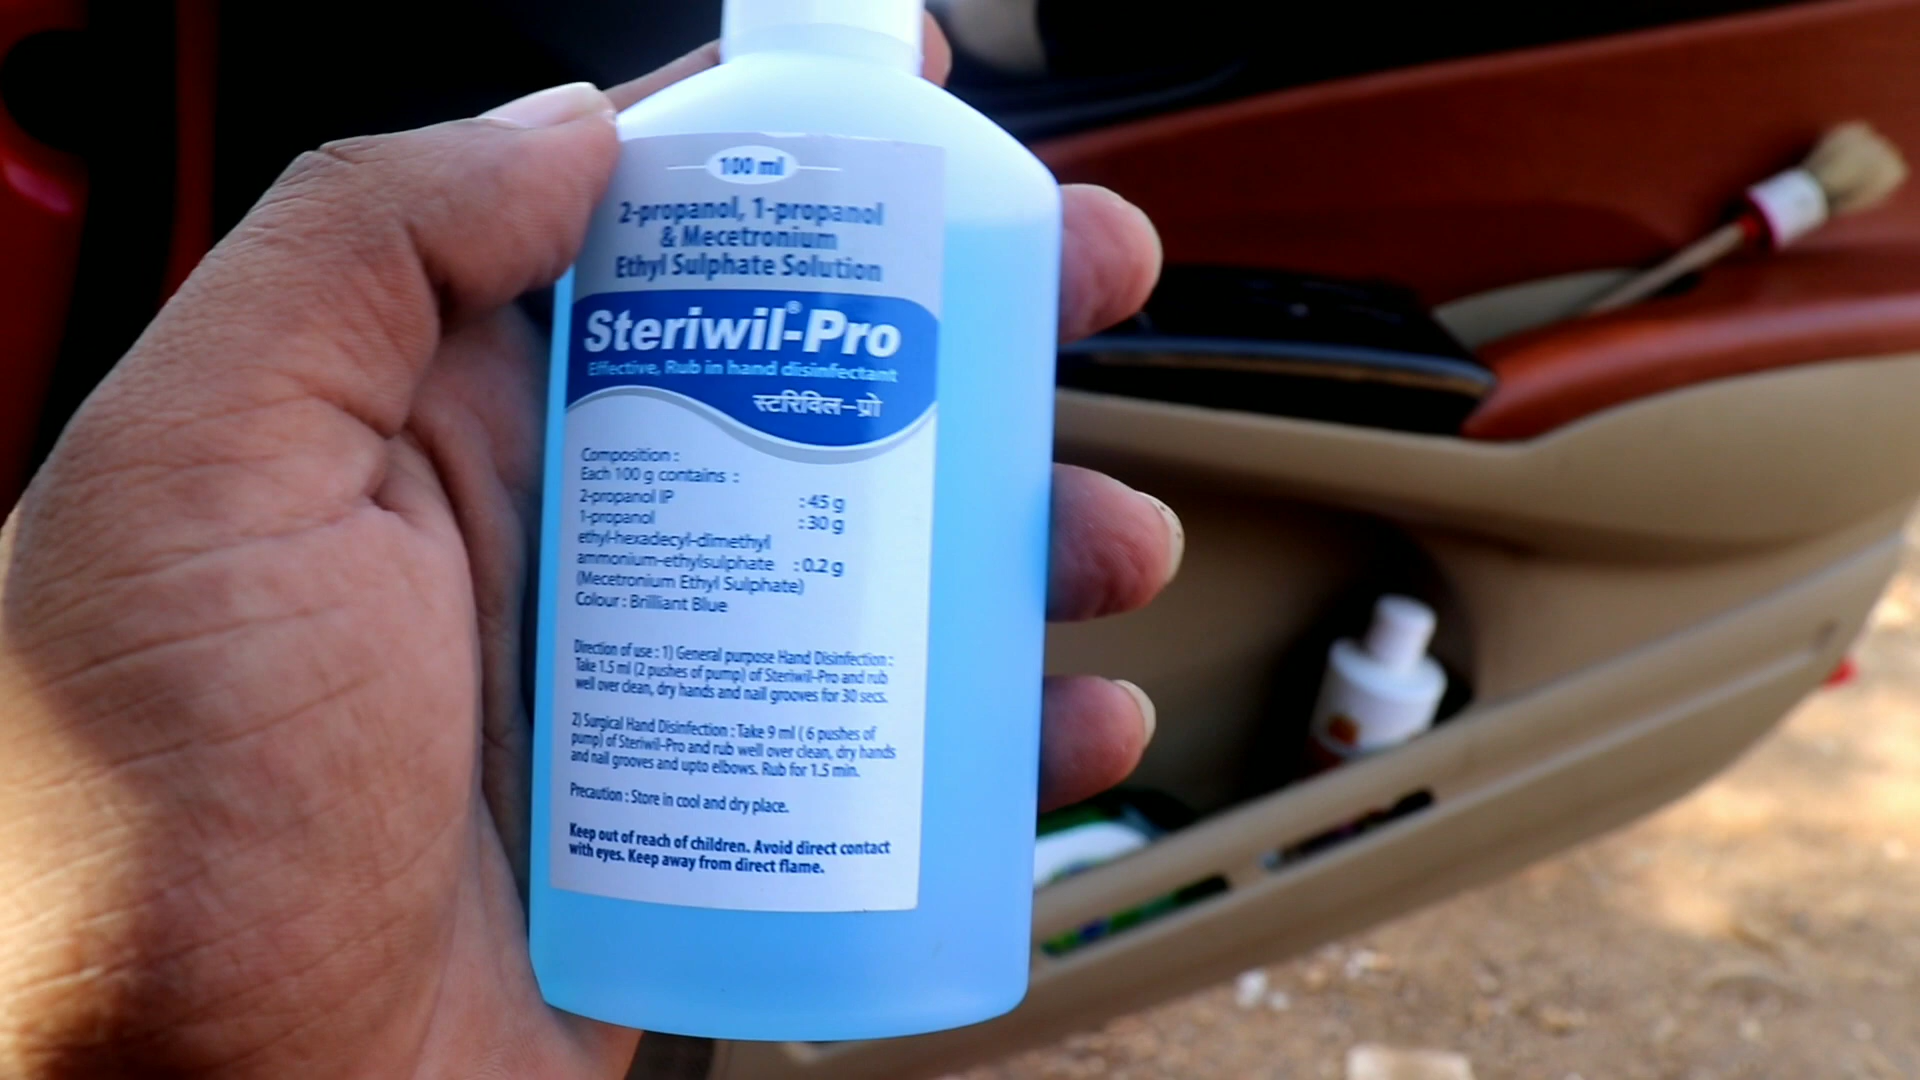 100 ml
2-propanol, 1-propanol
& Mecetronium
Ethyl Sulphate Solution
Steriwil®-Pro
Effective, Rub in hand disinfectant
स्टरिविल-प्रो
Composition :
Each 100 g contains :
2-propanol IP : 45 g
1-propanol : 30 g
ethyl-hexadecyl-dimethyl
ammonium-ethylsulphate : 0.2 g
(Mecetronium Ethyl Sulphate)
Colour : Brilliant Blue
Direction of use : 1) General purpose Hand Disinfection :
Take 1.5 ml (2 pushes of pump) of Steriwil-Pro and rub
well over clean, dry hands and nail grooves for 30 secs.
2) Surgical Hand Disinfection : Take 9 ml ( 6 pushes of
pump) of Steriwil-Pro and rub well over clean, dry hands
and nail grooves and upto elbows. Rub for 1.5 min.
Precaution : Store in cool and dry place.
Keep out of reach of children. Avoid direct contact
with eyes. Keep away from direct flame.